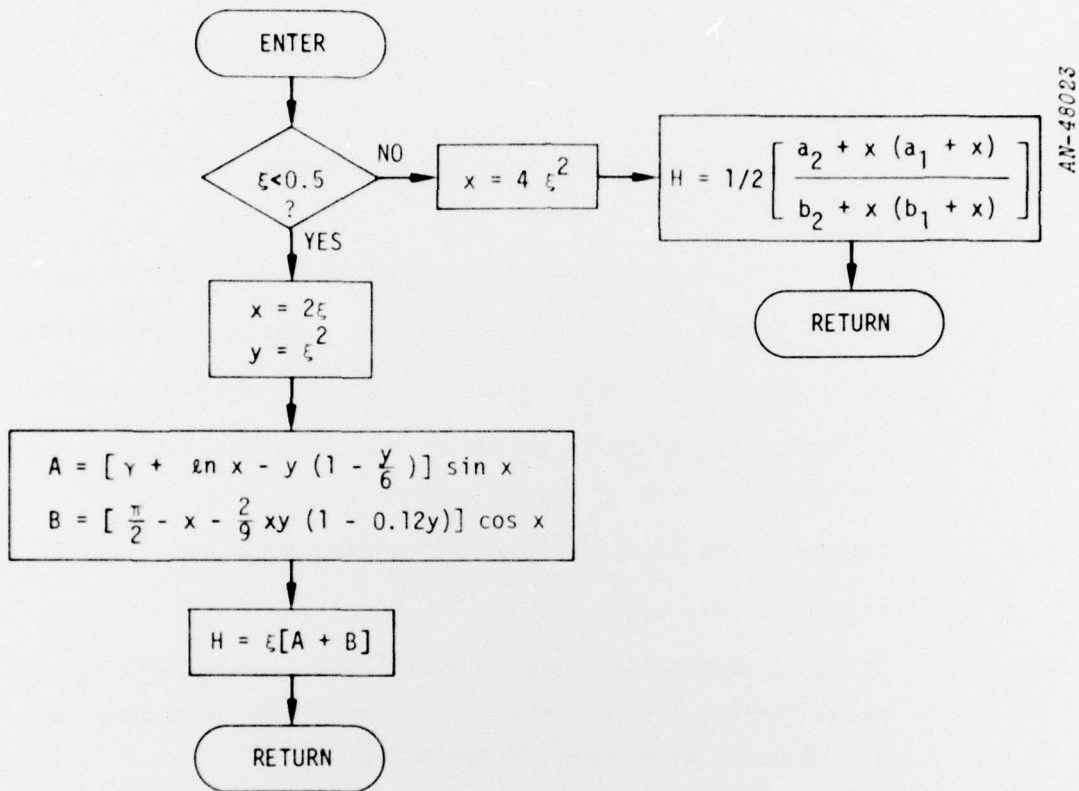 ENTER
ξ<0.5
?
NO
x = 4 ξ²
H = 1/2 [ a₂ + x (a₁ + x) / b₂ + x (b₁ + x) ]
RETURN
YES
x = 2ξ
y = ξ²
A = [ γ + ℓn x - y (1 - y/6 )] sin x
B = [ π/2 - x - 2/9 xy (1 - 0.12y)] cos x
H = ξ[A + B]
RETURN
AN-48023